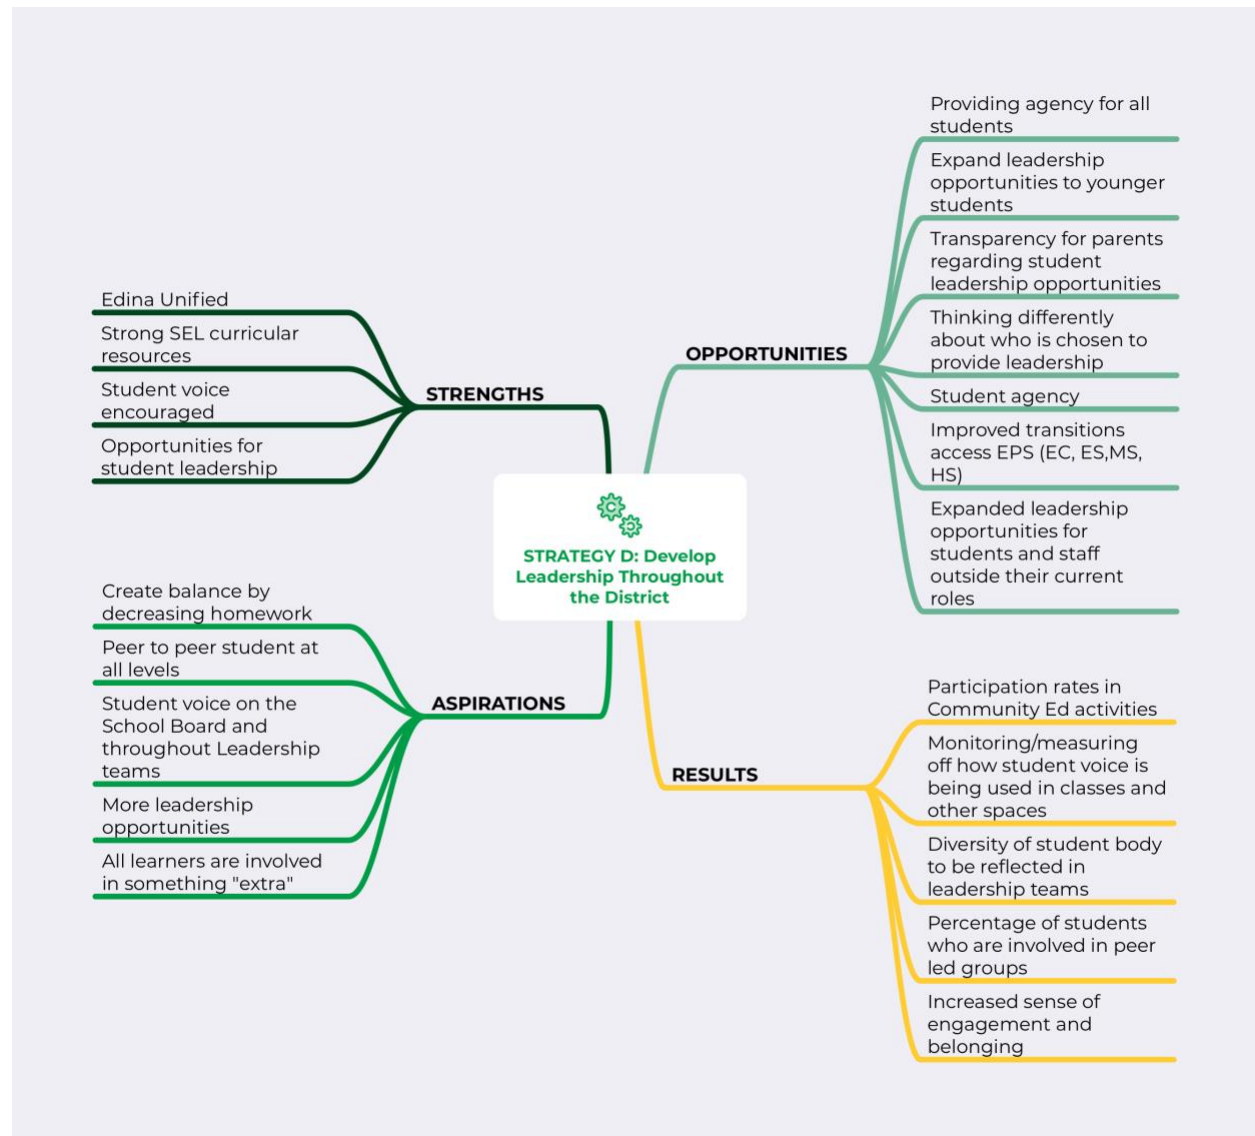 STRATEGY D: Develop
Leadership Throughout
the District
STRENGTHS
Edina Unified
Strong SEL curricular
resources
Student voice
encouraged
Opportunities for
student leadership
OPPORTUNITIES
Providing agency for all
students
Expand leadership
opportunities to younger
students
Transparency for parents
regarding student
leadership opportunities
Thinking differently
about who is chosen to
provide leadership
Student agency
Improved transitions
access EPS (EC, ES,MS,
HS)
Expanded leadership
opportunities for
students and staff
outside their current
roles
ASPIRATIONS
Create balance by
decreasing homework
Peer to peer student at
all levels
Student voice on the
School Board and
throughout Leadership
teams
More leadership
opportunities
All learners are involved
in something "extra"
RESULTS
Participation rates in
Community Ed activities
Monitoring/measuring
off how student voice is
being used in classes and
other spaces
Diversity of student body
to be reflected in
leadership teams
Percentage of students
who are involved in peer
led groups
Increased sense of
engagement and
belonging